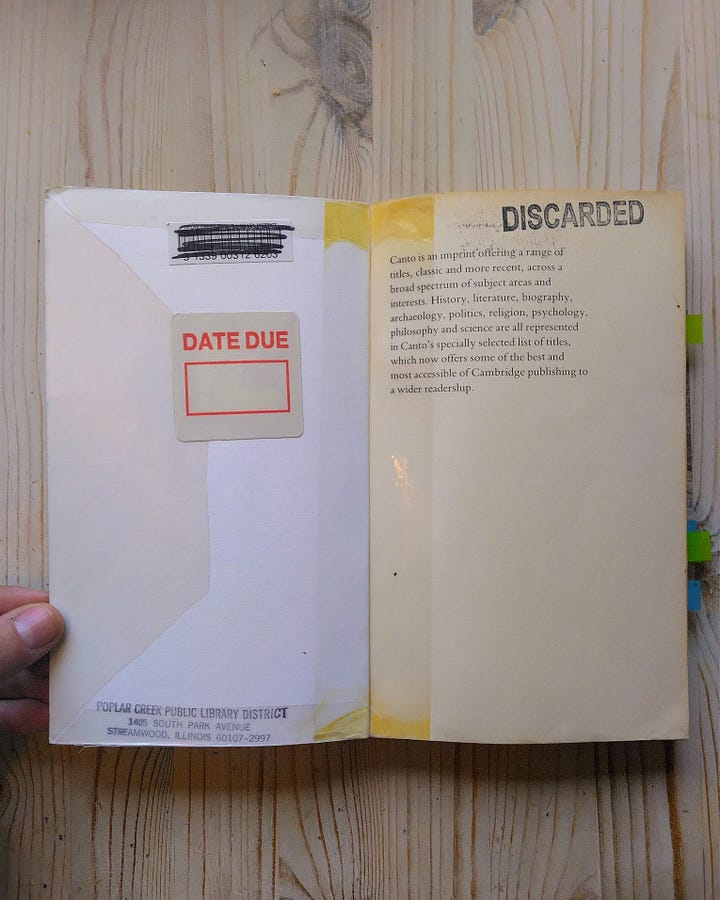 DATE DUE
POPLAR CREEK PUBLIC LIBRARY DISTRICT
1405 SOUTH PARK AVENUE
STREAMWOOD, ILLINOIS 60107-2997
DISCARDED
Canto is an imprint offering a range of
titles, classic and more recent, across a
broad spectrum of subject areas and
interests. History, literature, biography,
archaeology, politics, religion, psychology,
philosophy and science are all represented
in Canto's specially selected list of titles,
which now offers some of the best and
most accessible of Cambridge publishing to
a wider readership.